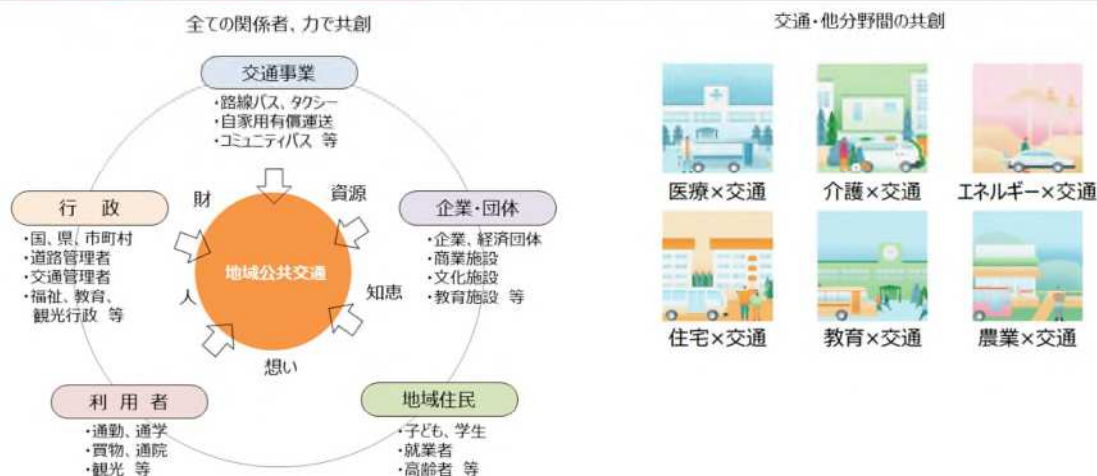 全ての関係者、力で共創
交通事業
・路線バス、タクシー
・自家用有償運送
・コミュニティバス 等
行 政
・国、県、市町村
・道路管理者
・交通管理者
・福祉、教育、
観光行政 等
財
資源
企業・団体
・企業、経済団体
・商業施設
・文化施設
・教育施設 等
地域公共交通
人
知恵
想い
利 用 者
・通勤、通学
・買物、通院
・観光 等
地域住民
・子ども、学生
・就業者
・高齢者 等
交通・他分野間の共創
医療×交通
介護×交通
エネルギー×交通
住宅×交通
教育×交通
農業×交通